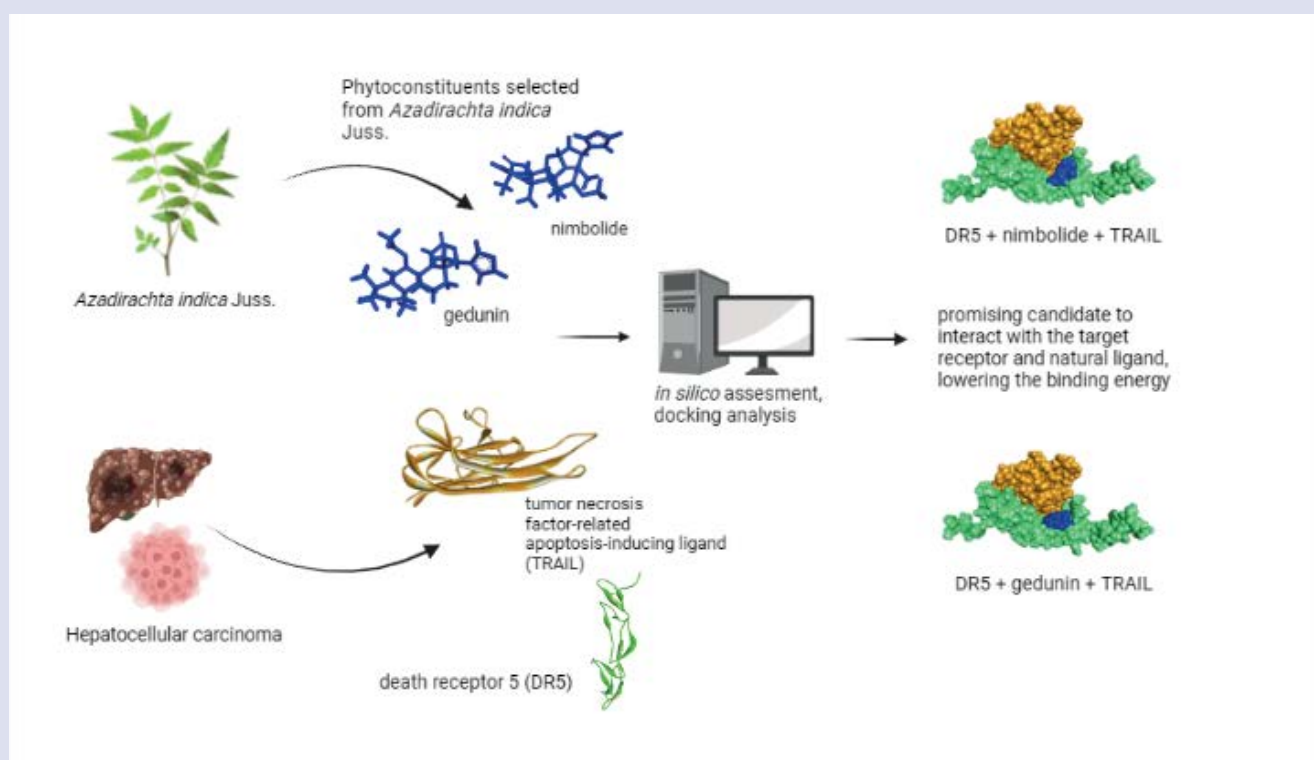 Phytoconstituents selected
from Azadirachta indica
Juss.
nimbolide
gedunin
Azadirachta indica Juss.
in silico assesment,
docking analysis
DR5 + nimbolide + TRAIL
promising candidate to
interact with the target
receptor and natural ligand,
lowering the binding energy
tumor necrosis
factor-related
apoptosis-inducing ligand
(TRAIL)
Hepatocellular carcinoma
death receptor 5 (DR5)
DR5 + gedunin + TRAIL